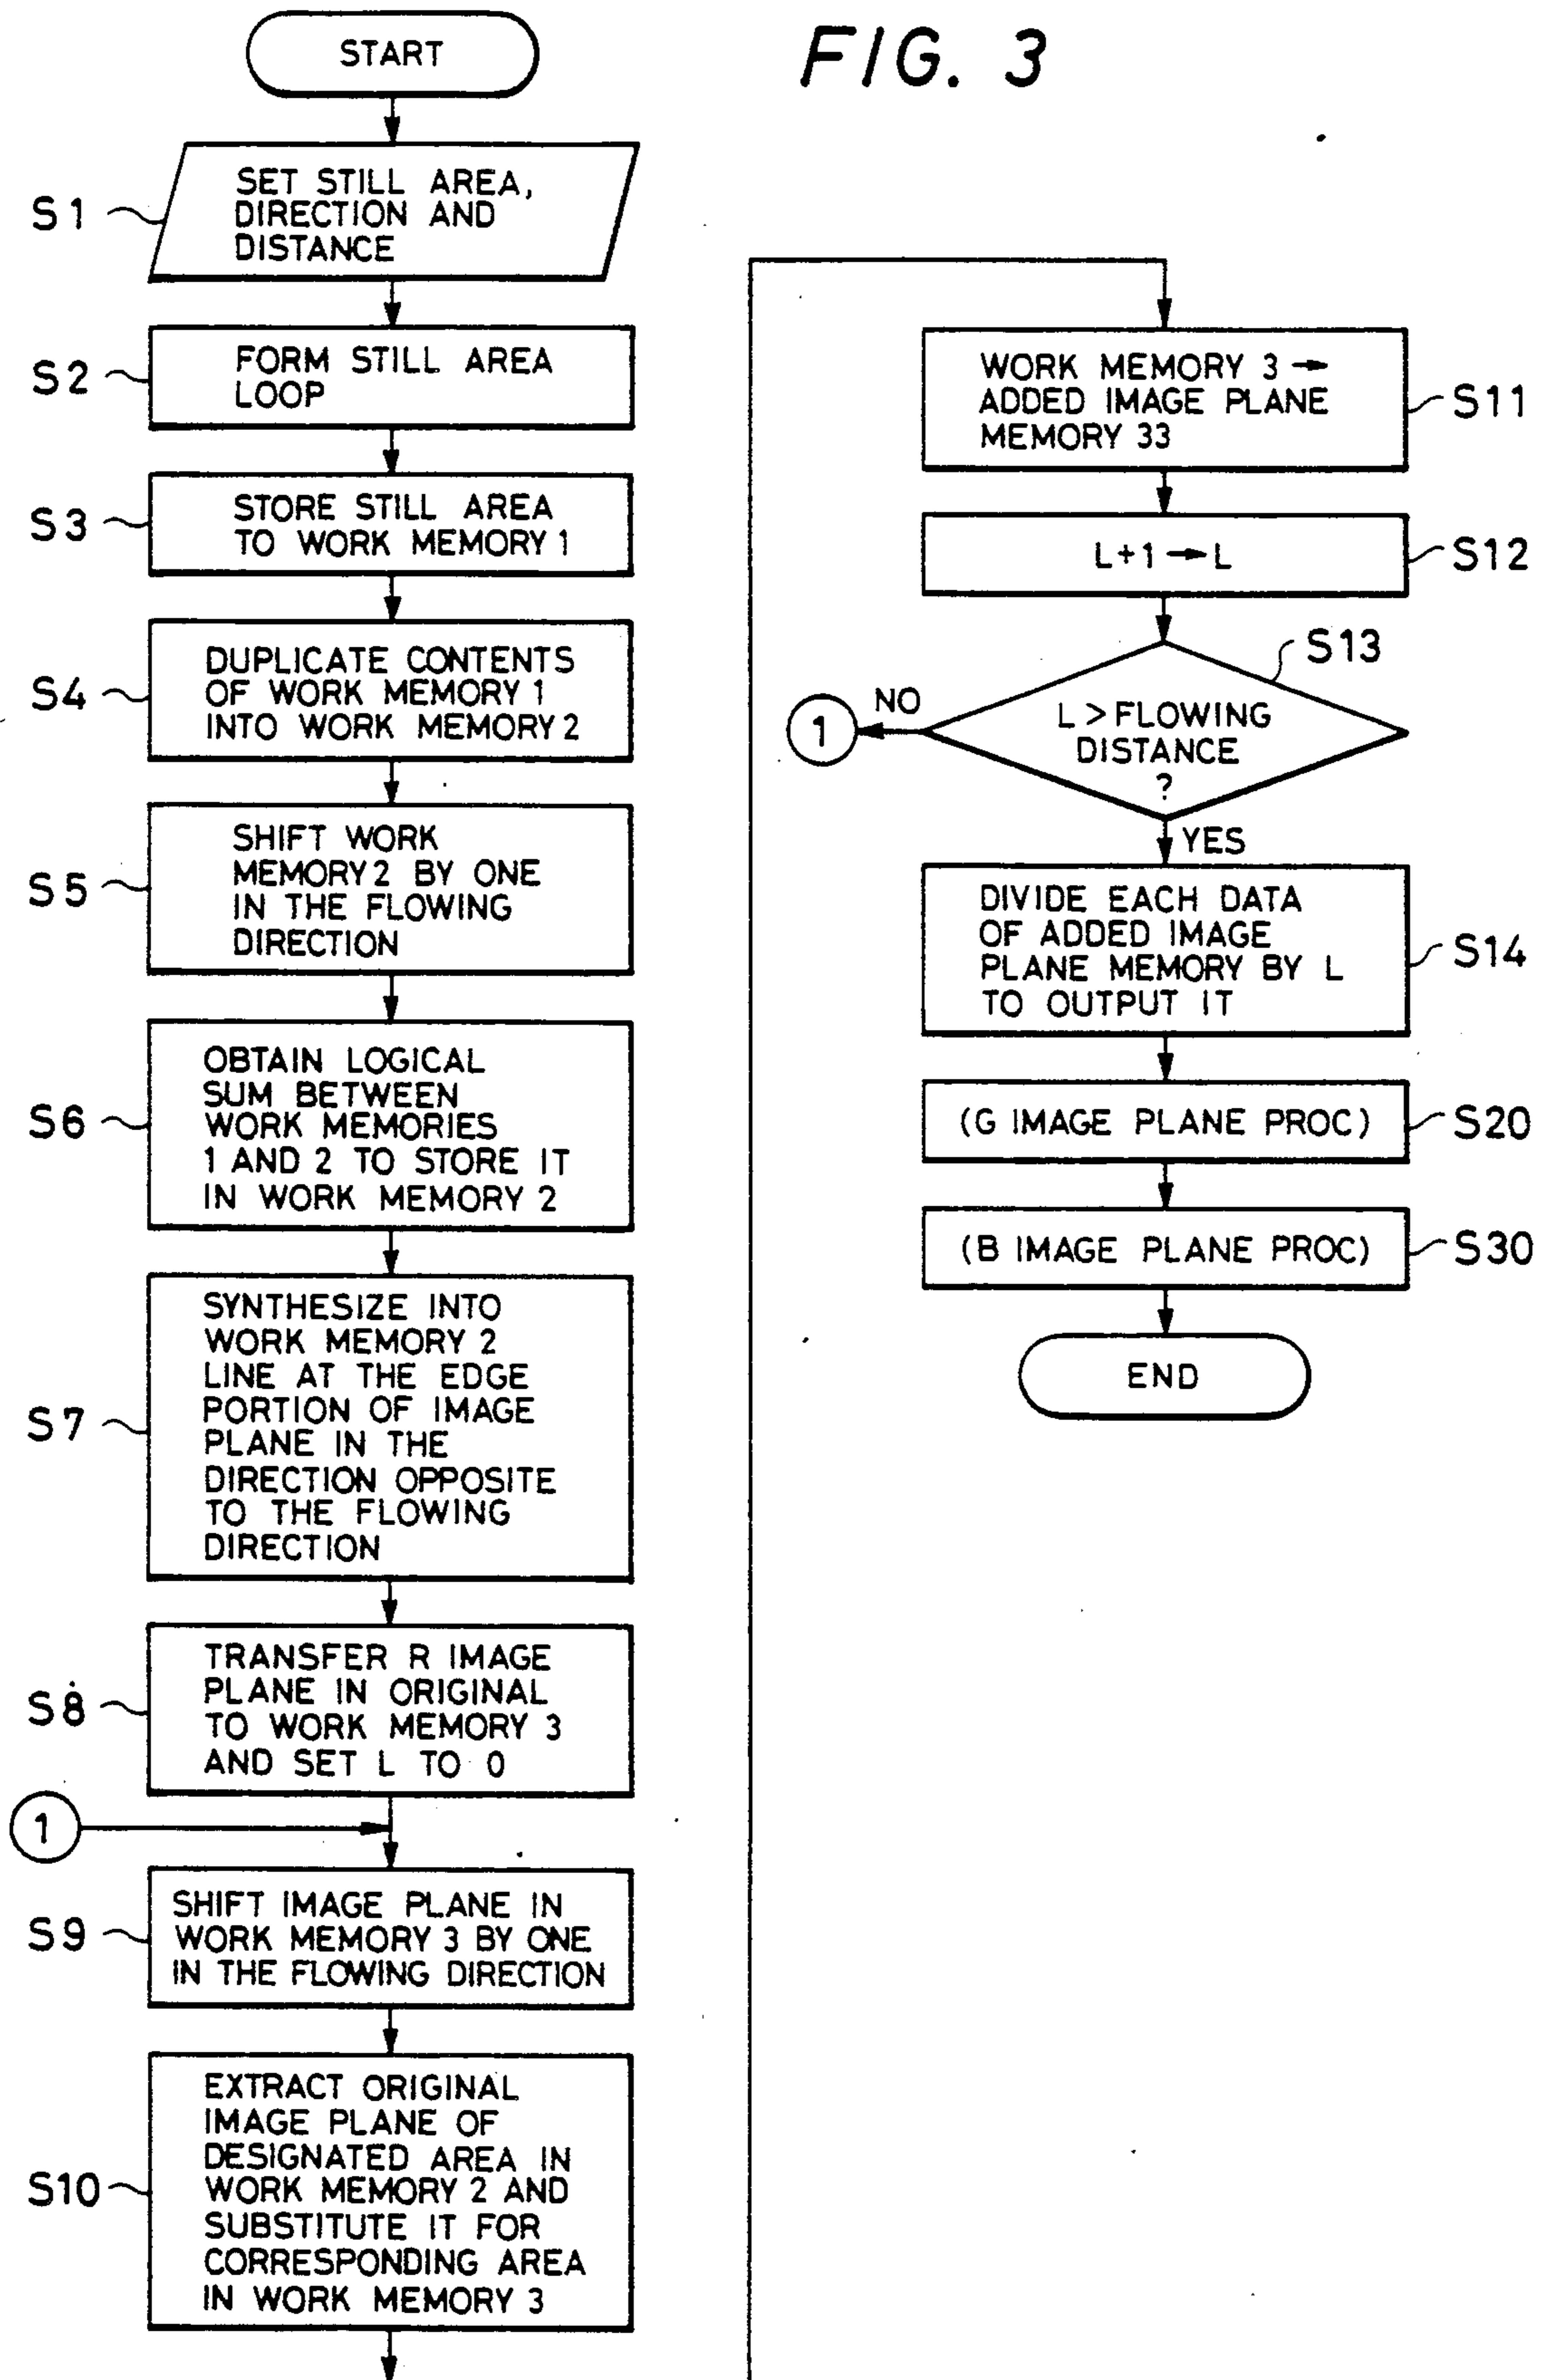 FIG. 3
START
S1
SET STILL AREA,
DIRECTION AND
DISTANCE
S2
FORM STILL AREA
LOOP
S3
STORE STILL AREA
TO WORK MEMORY 1
S4
DUPLICATE CONTENTS
OF WORK MEMORY 1
INTO WORK MEMORY 2
S5
SHIFT WORK
MEMORY 2 BY ONE
IN THE FLOWING
DIRECTION
S6
OBTAIN LOGICAL
SUM BETWEEN
WORK MEMORIES
1 AND 2 TO STORE IT
IN WORK MEMORY 2
S7
SYNTHESIZE INTO
WORK MEMORY 2
LINE AT THE EDGE
PORTION OF IMAGE
PLANE IN THE
DIRECTION OPPOSITE
TO THE FLOWING
DIRECTION
S8
TRANSFER R IMAGE
PLANE IN ORIGINAL
TO WORK MEMORY 3
AND SET L TO 0
1
S9
SHIFT IMAGE PLANE IN
WORK MEMORY 3 BY ONE
IN THE FLOWING DIRECTION
S10
EXTRACT ORIGINAL
IMAGE PLANE OF
DESIGNATED AREA IN
WORK MEMORY 2 AND
SUBSTITUTE IT FOR
CORRESPONDING AREA
IN WORK MEMORY 3
WORK MEMORY 3 →
ADDED IMAGE PLANE
MEMORY 33
S11
L+1→L
S12
S13
L > FLOWING
DISTANCE
?
NO
1
YES
DIVIDE EACH DATA
OF ADDED IMAGE
PLANE MEMORY BY L
TO OUTPUT IT
S14
(G IMAGE PLANE PROC)
S20
(B IMAGE PLANE PROC)
S30
END